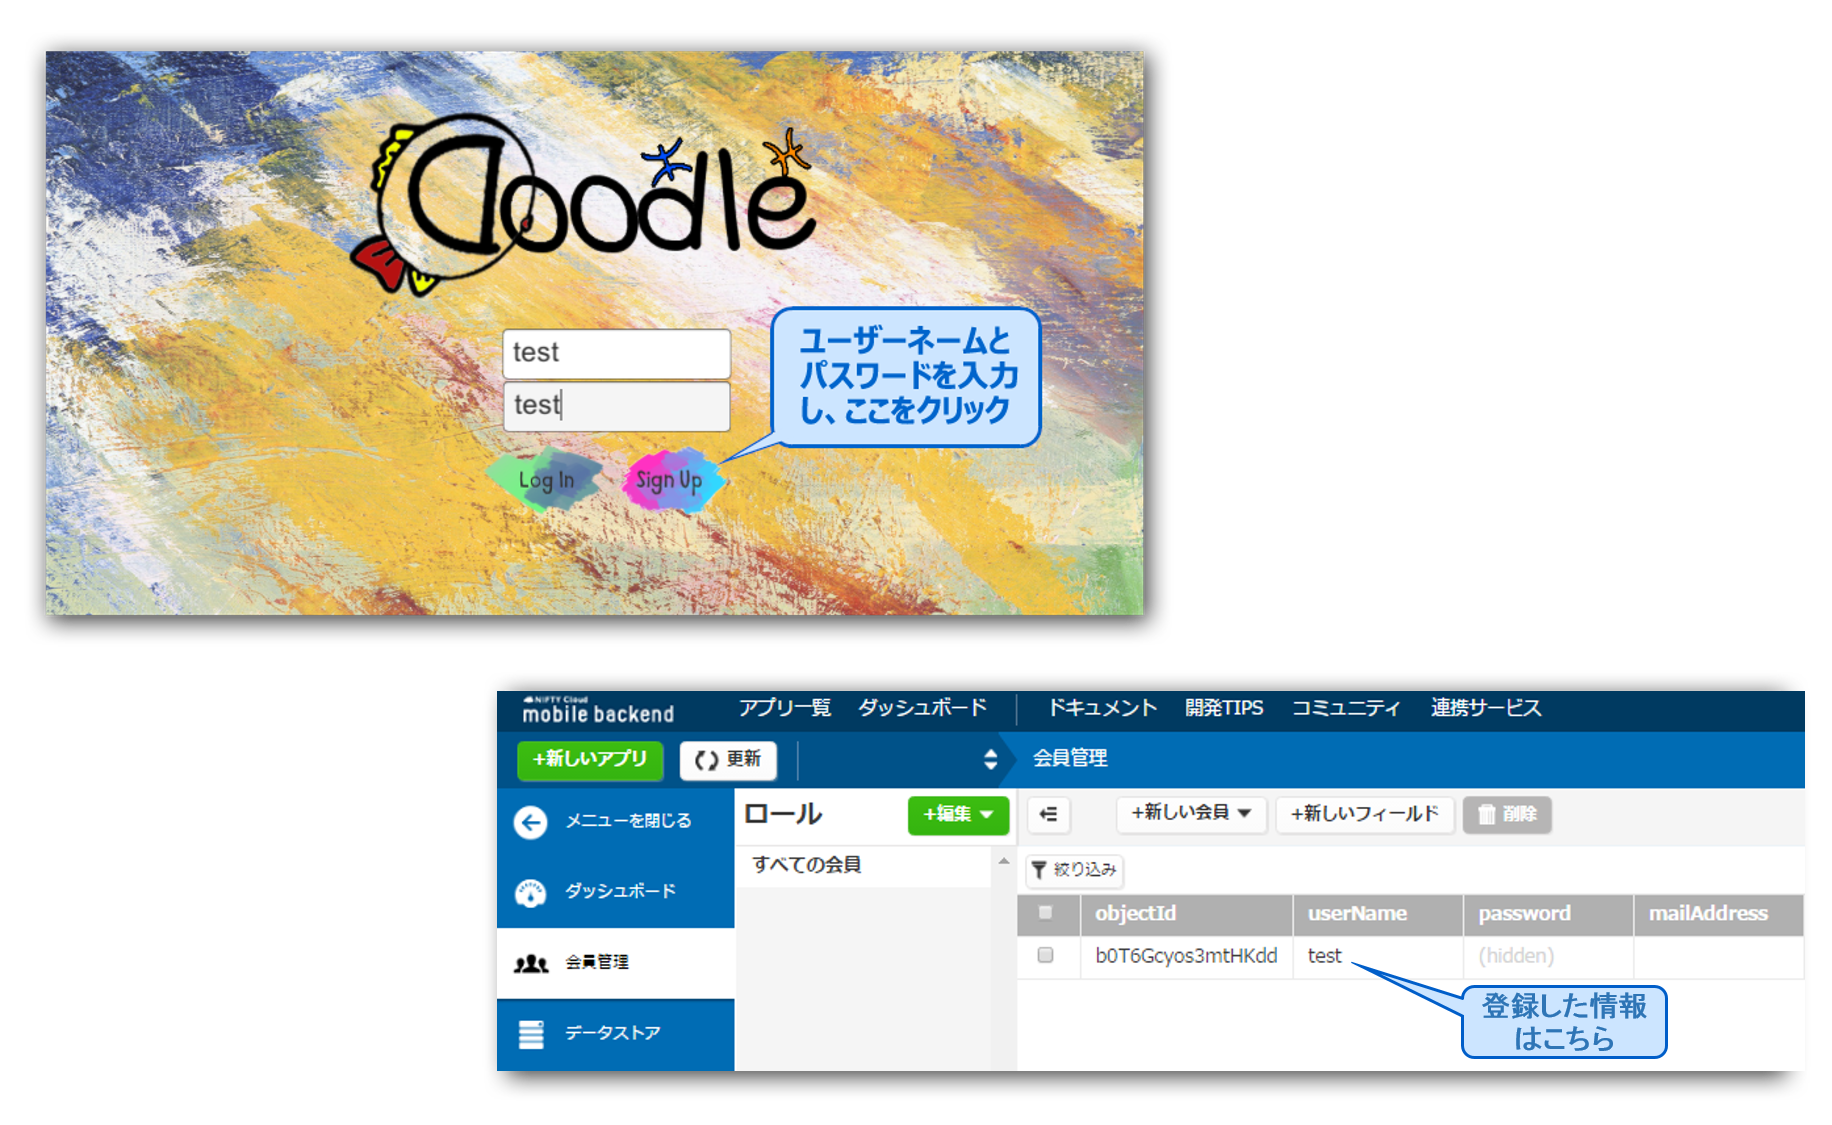 Doodle
test
test
ユーザーネームと
パスワードを入力
し、ここをクリック
Log In
Sign Up
NIFTY Cloud
mobile backend
アプリ一覧
ダッシュボード
ドキュメント
開発TIPS
コミュニティ
連携サービス
+新しいアプリ
更新
会員管理
メニューを閉じる
ダッシュボード
会員管理
データストア
ロール
+編集
すべての会員
+新しい会員
+新しいフィールド
削除
絞り込み
objectId userName password mailAddress
b0T6Gcyos3mtHKdd test (hidden)
登録した情報
はこちら